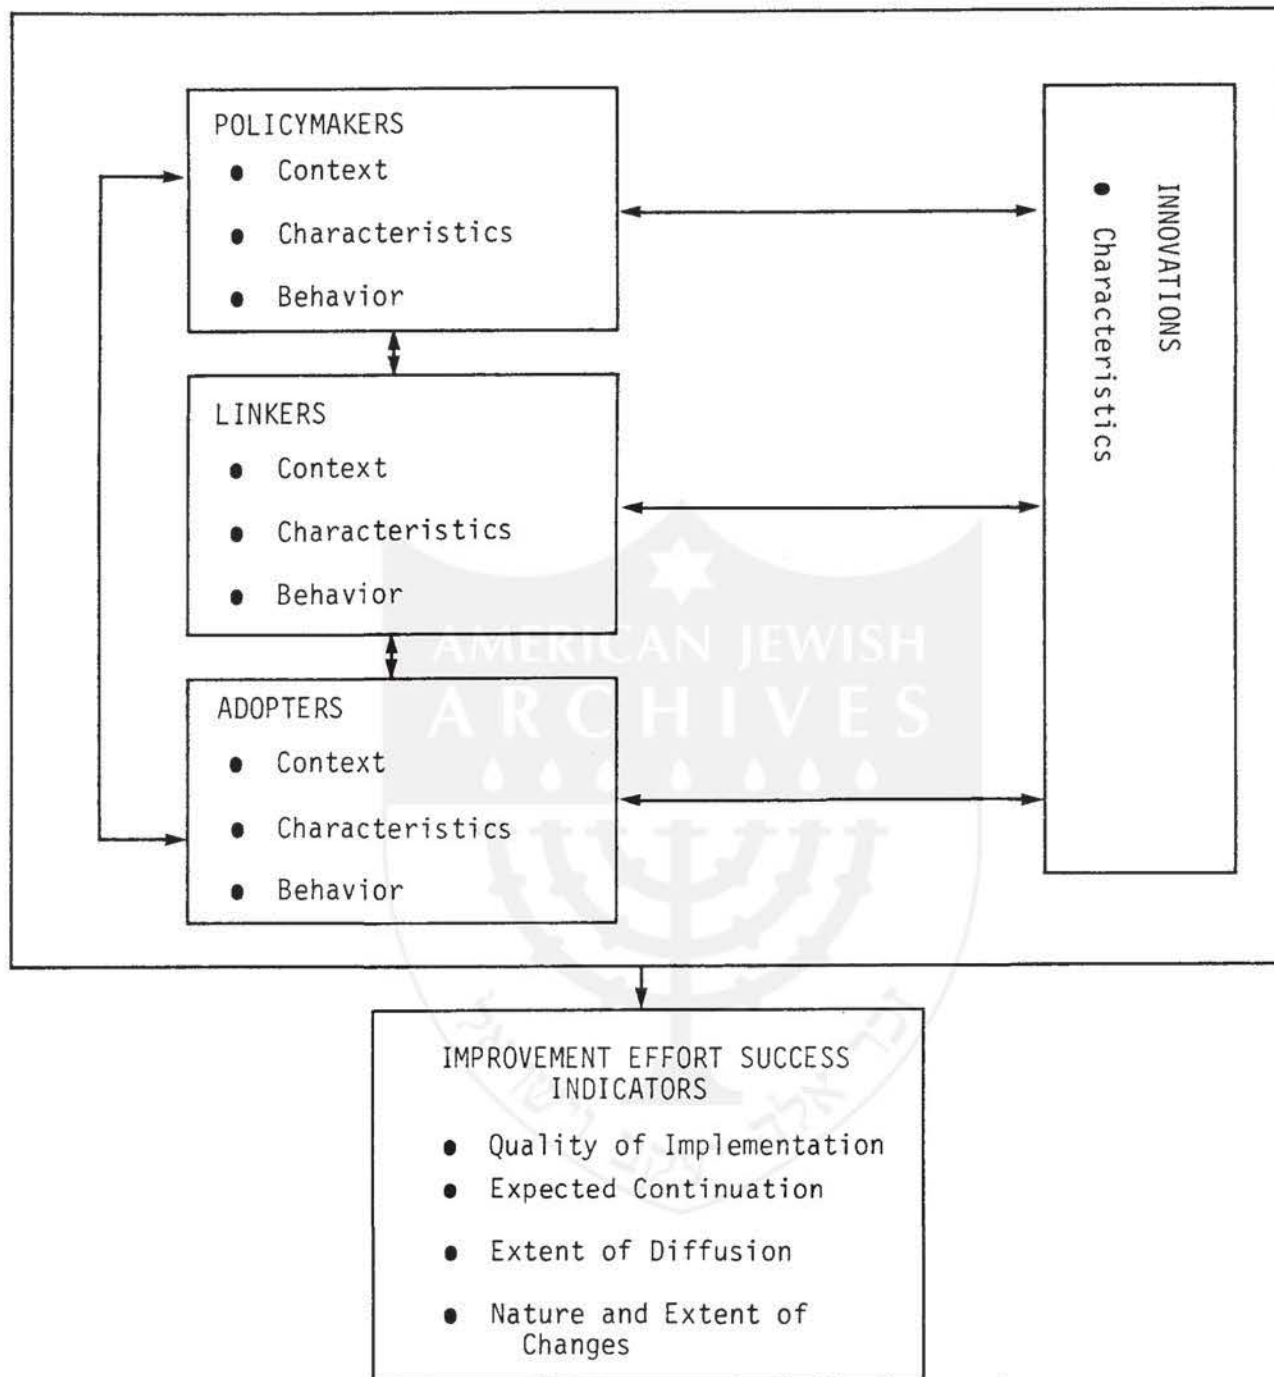 POLICYMAKERS
● Context
● Characteristics
● Behavior
LINKERS
● Context
● Characteristics
● Behavior
ADOPTERS
● Context
● Characteristics
● Behavior
INNOVATIONS
● Characteristics
AMERICAN JEWISH
ARCHIVES
IMPROVEMENT EFFORT SUCCESS
INDICATORS
● Quality of Implementation
● Expected Continuation
● Extent of Diffusion
● Nature and Extent of
Changes